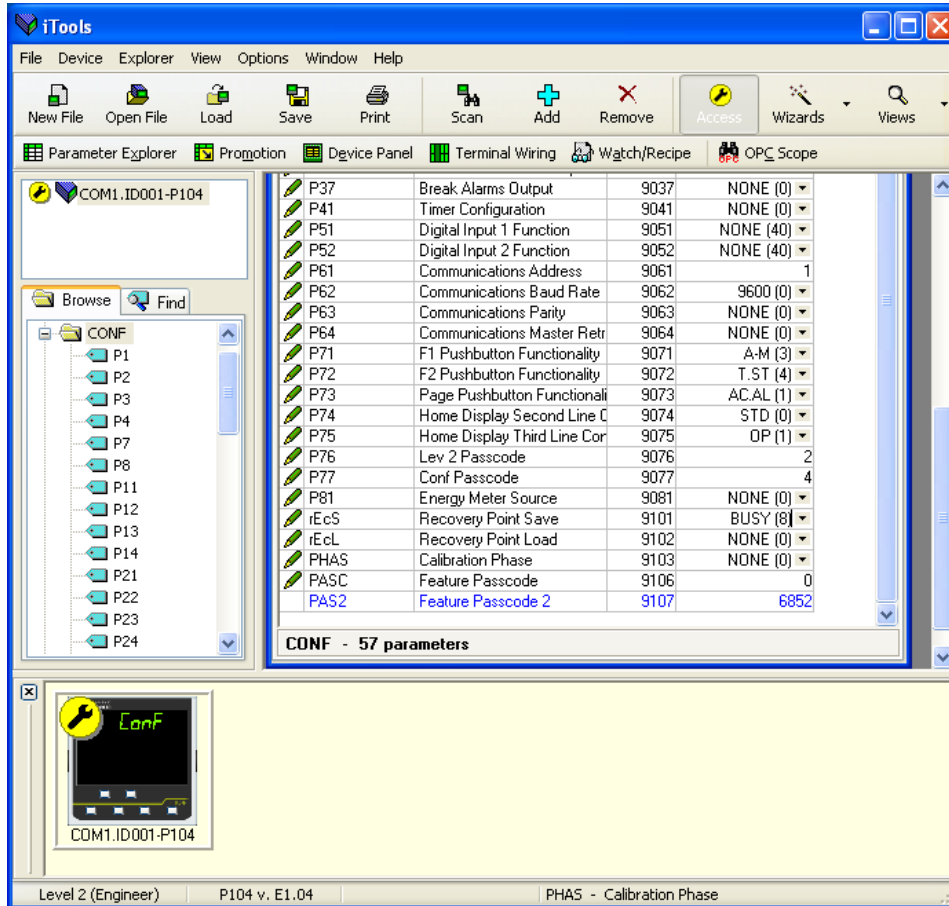 iTools
File Device Explorer View Options Window Help
New File Open File Load Save Print Scan Add Remove Access Wizards Views
Parameter Explorer Promotion Device Panel Terminal Wiring Watch/Recipe OPC OPC Scope
COM1.ID001-P104
Browse Find
CONF
P1
P2
P3
P4
P7
P8
P11
P12
P13
P14
P21
P22
P23
P24
P37 Break Alarms Output 9037 NONE (0)
P41 Timer Configuration 9041 NONE (0)
P51 Digital Input 1 Function 9051 NONE (40)
P52 Digital Input 2 Function 9052 NONE (40)
P61 Communications Address 9061 1
P62 Communications Baud Rate 9062 9600 (0)
P63 Communications Parity 9063 NONE (0)
P64 Communications Master Retr 9064 NONE (0)
P71 F1 Pushbutton Functionality 9071 A-M (3)
P72 F2 Pushbutton Functionality 9072 T.ST (4)
P73 Page Pushbutton Functionali 9073 AC.AL (1)
P74 Home Display Second Line C 9074 STD (0)
P75 Home Display Third Line Cor 9075 OP (1)
P76 Lev 2 Passcode 9076 2
P77 Conf Passcode 9077 4
P81 Energy Meter Source 9081 NONE (0)
rEcS Recovery Point Save 9101 BUSY (8)
rEcL Recovery Point Load 9102 NONE (0)
PHAS Calibration Phase 9103 NONE (0)
PASC Feature Passcode 9106 0
PAS2 Feature Passcode 2 9107 6852
CONF - 57 parameters
ConF
COM1.ID001-P104
Level 2 (Engineer) P104 v. E1.04 PHAS - Calibration Phase